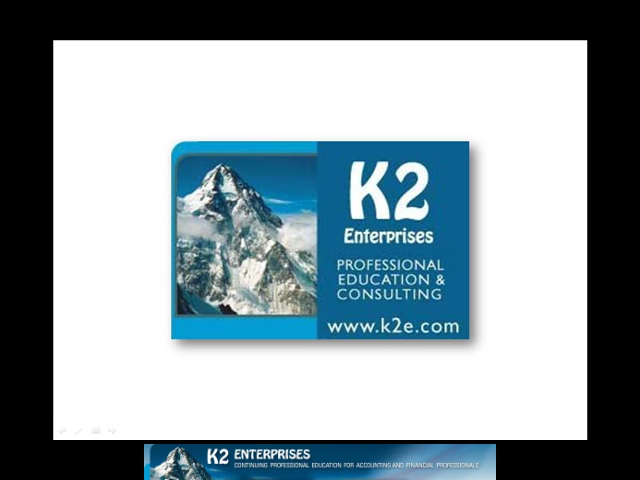 K2
Enterprises
PROFESSIONAL
EDUCATION &
CONSULTING
www.k2e.com
K2 ENTERPRISES
CONTINUING PROFESSIONAL EDUCATION FOR ACCOUNTING AND FINANCIAL PROFESSIONALS